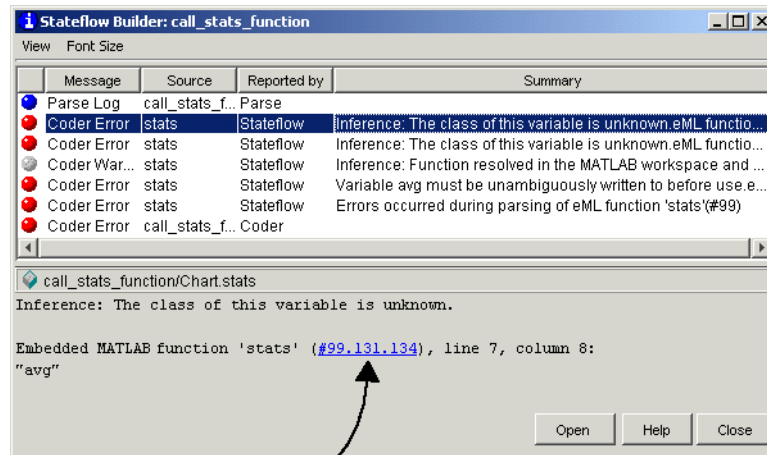 Stateflow Builder: call_stats_function
View Font Size
Message Source Reported by Summary
Parse Log call_stats_f... Parse
Coder Error stats Stateflow Inference: The class of this variable is unknown.eML functio...
Coder Error stats Stateflow Inference: The class of this variable is unknown.eML functio...
Coder War... stats Stateflow Inference: Function resolved in the MATLAB workspace and ...
Coder Error stats Stateflow Variable avg must be unambiguously written to before use.e...
Coder Error stats Stateflow Errors occurred during parsing of eML function 'stats'(#99)
Coder Error call_stats_f... Coder
call_stats_function/Chart.stats
Inference: The class of this variable is unknown.
Embedded MATLAB function 'stats' (#99.131.134), line 7, column 8:
"avg"
Open Help Close